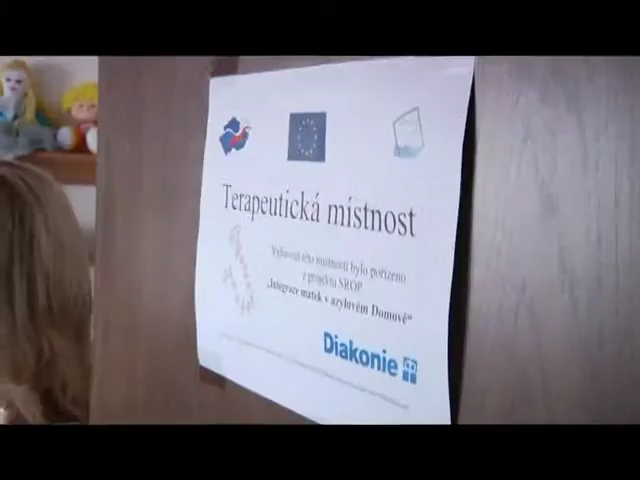 Terapeutická místnost
Vybavení této místnosti bylo pořízeno
z projektu SROP
„Integrace matek v azylovém Domově“
Diakonie